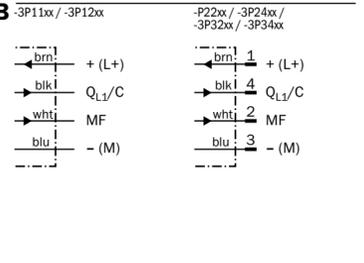 B
-3P11xx / -3P12xx
-P22xx / -3P24xx /
-3P32xx / -3P34xx
brn + (L+)
blk QL1/C
wht MF
blu − (M)
brn 1 + (L+)
blk 4 QL1/C
wht 2 MF
blu 3 − (M)